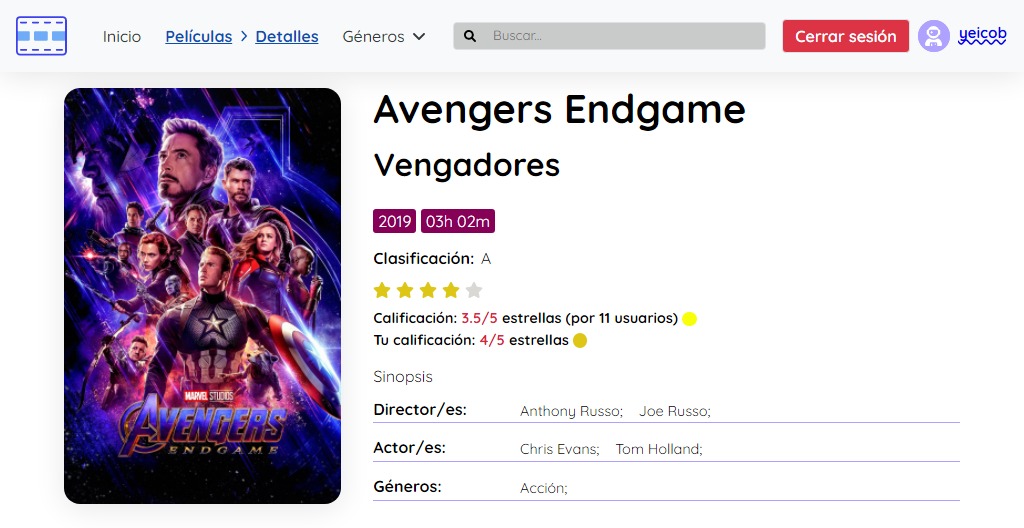 Inicio Películas > Detalles Géneros Buscar... Cerrar sesión yeicob
Avengers Endgame
Vengadores
2019 03h 02m
Clasificación: A
Calificación: 3.5/5 estrellas (por 11 usuarios)
Tu calificación: 4/5 estrellas
Sinopsis
Director/es: Anthony Russo; Joe Russo;
Actor/es: Chris Evans; Tom Holland;
Géneros: Acción;
MARVEL STUDIOS
AVENGERS
ENDGAME